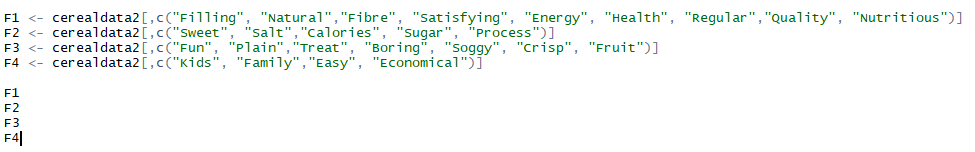 F1 <- cerealdata2[,c("Filling", "Natural","Fibre", "Satisfying", "Energy", "Health", "Regular","Quality", "Nutritious")]
F2 <- cerealdata2[,c("Sweet", "Salt","Calories", "Sugar", "Process")]
F3 <- cerealdata2[,c("Fun", "Plain","Treat", "Boring", "Soggy", "Crisp", "Fruit")]
F4 <- cerealdata2[,c("Kids", "Family","Easy", "Economical")]
F1
F2
F3
F4